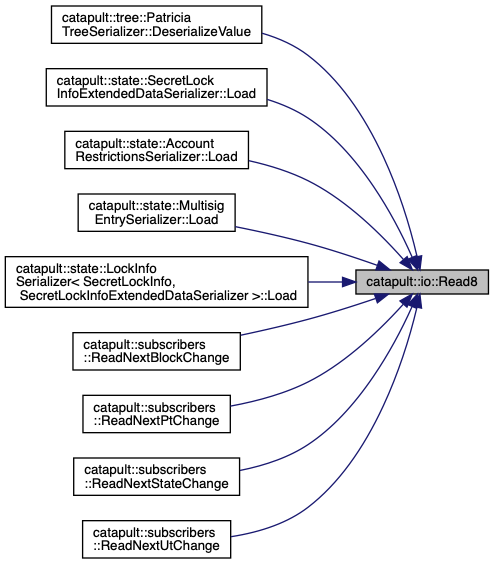 catapult::tree::Patricia
TreeSerializer::DeserializeValue
catapult::state::SecretLock
InfoExtendedDataSerializer::Load
catapult::state::Account
RestrictionsSerializer::Load
catapult::state::Multisig
EntrySerializer::Load
catapult::state::LockInfo
Serializer< SecretLockInfo,
SecretLockInfoExtendedDataSerializer >::Load
catapult::io::Read8
catapult::subscribers
::ReadNextBlockChange
catapult::subscribers
::ReadNextPtChange
catapult::subscribers
::ReadNextStateChange
catapult::subscribers
::ReadNextUtChange